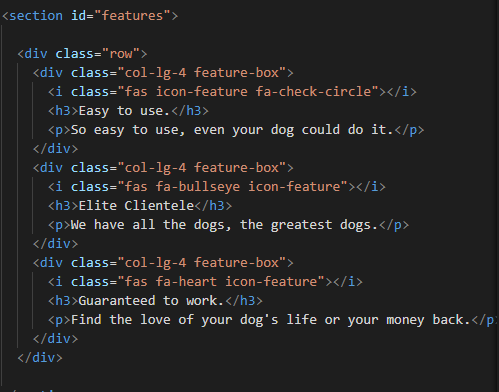 <section id="features">
<div class="row">
<div class="col-lg-4 feature-box">
<i class="fas icon-feature fa-check-circle"></i>
<h3>Easy to use.</h3>
<p>So easy to use, even your dog could do it.</p>
</div>
<div class="col-lg-4 feature-box">
<i class="fas fa-bullseye icon-feature"></i>
<h3>Elite Clientele</h3>
<p>We have all the dogs, the greatest dogs.</p>
</div>
<div class="col-lg-4 feature-box">
<i class="fas fa-heart icon-feature"></i>
<h3>Guaranteed to work.</h3>
<p>Find the love of your dog's life or your money back.</p
</div>
</div>